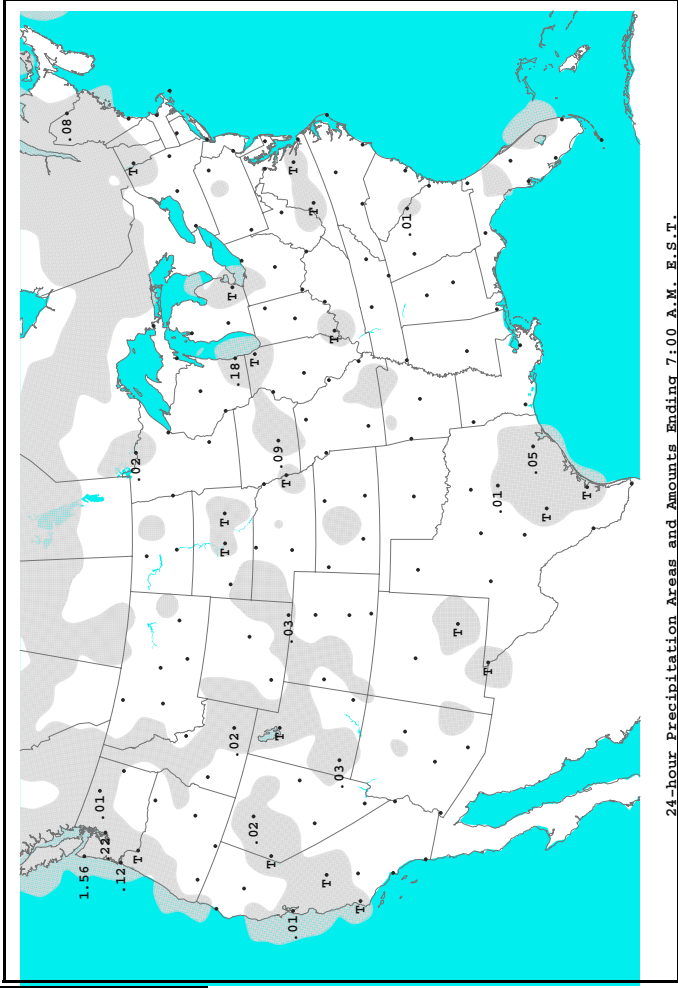 .08
1.56
.01
.22
.12
T
.02
T
.02
T
T
.18
T
.02
T
T
T
.09
T
.03
.01
T
T
T
T
.03
T
.01
T
T
.01
.05
T
T
24-hour Precipitation Areas and Amounts Ending 7:00 A.M. E.S.T.